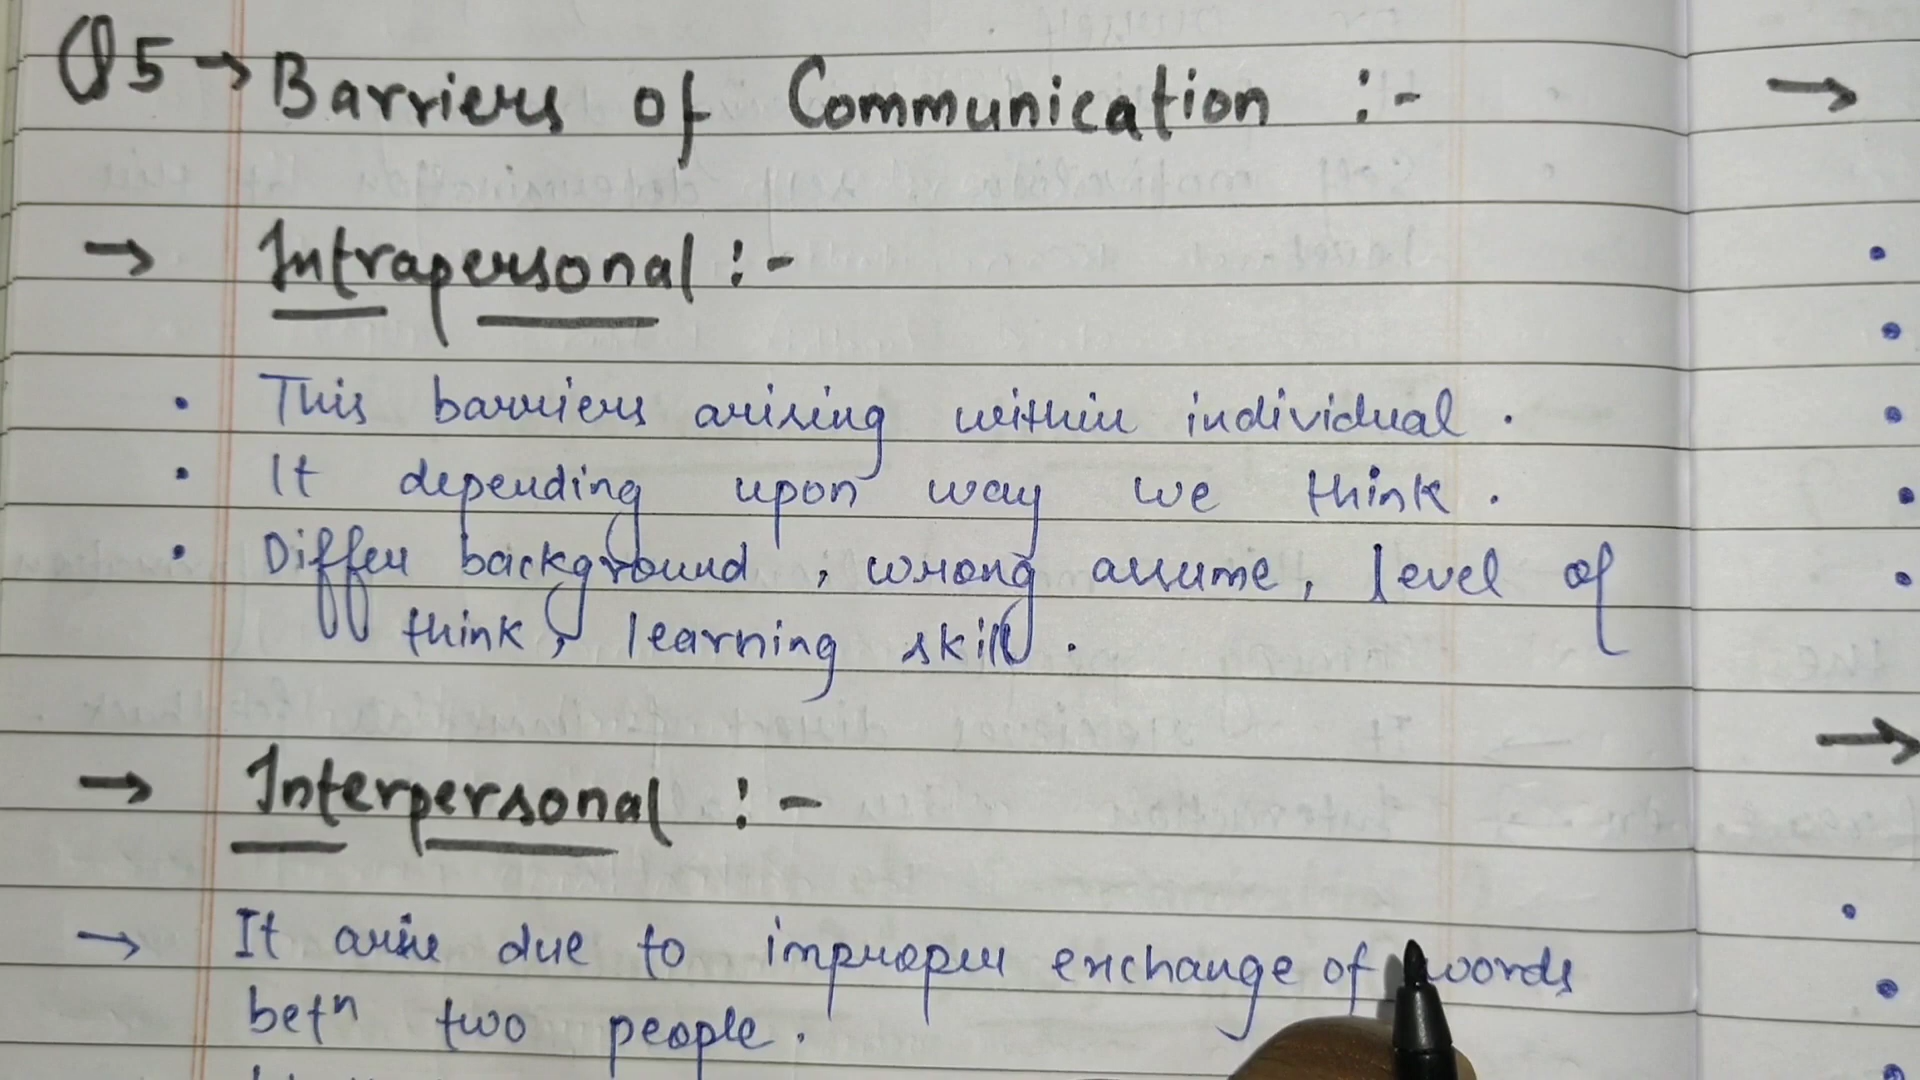 Q5 → Barriers of Communication :-
→ Intrapersonal :-
• This barriers arising within individual .
• It depending upon way we think .
• Differ background , wrong assume , level of
think , learning skill .
→ Interpersonal :-
→ It arise due to improper exchange of words
betn two people .